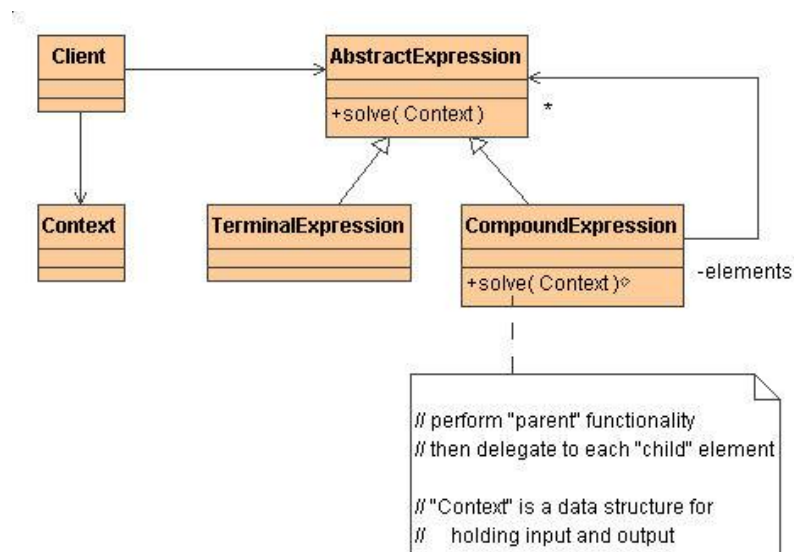 Client
AbstractExpression
+solve( Context )
*
Context
TerminalExpression
CompoundExpression
+solve( Context )
-elements
// perform "parent" functionality
// then delegate to each "child" element
// "Context" is a data structure for
// holding input and output